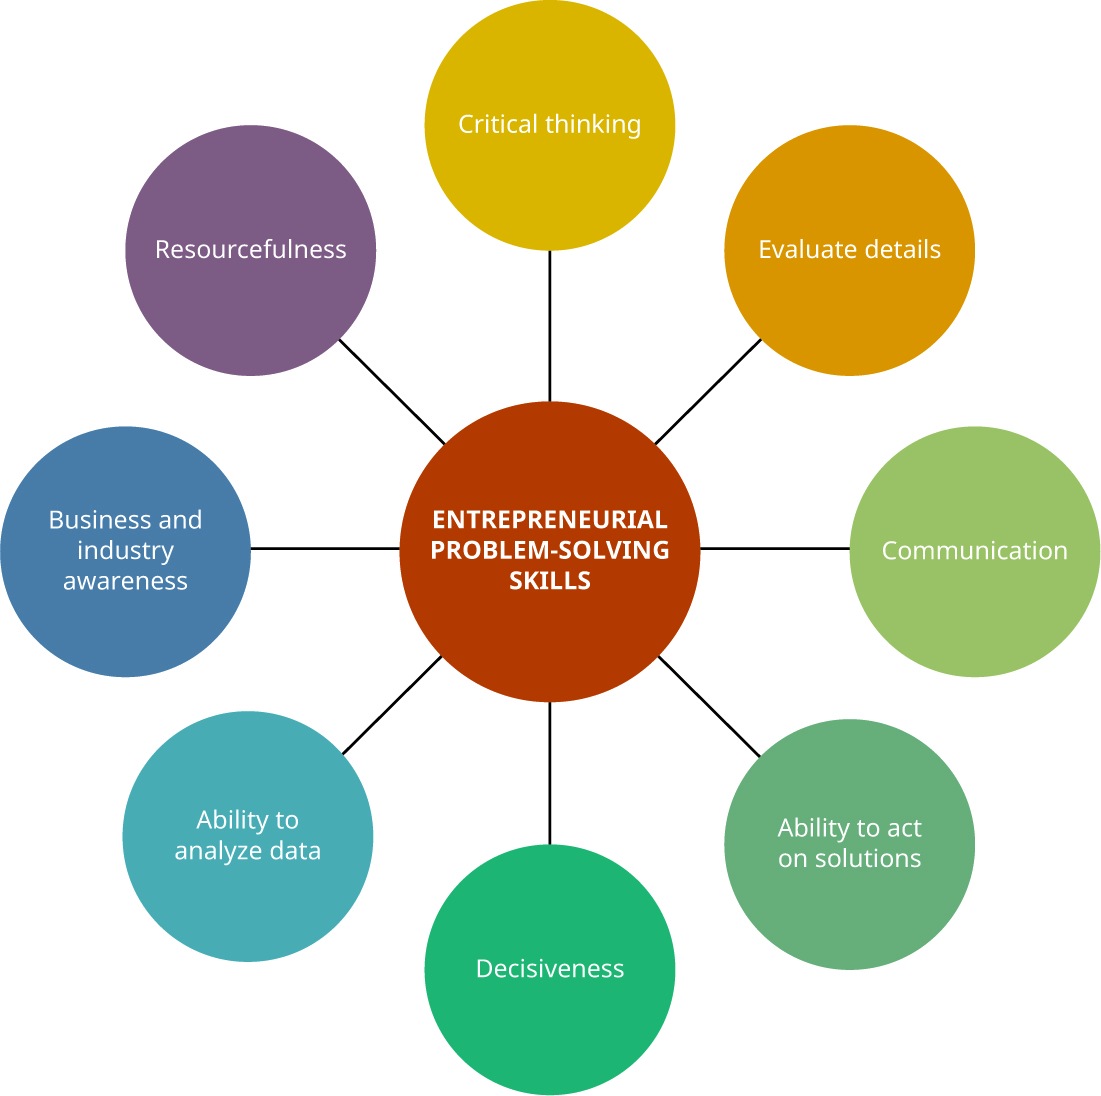 Critical thinking
Resourcefulness
Evaluate details
Business and
industry
awareness
ENTREPRENEURIAL
PROBLEM-SOLVING
SKILLS
Communication
Ability to
analyze data
Ability to act
on solutions
Decisiveness